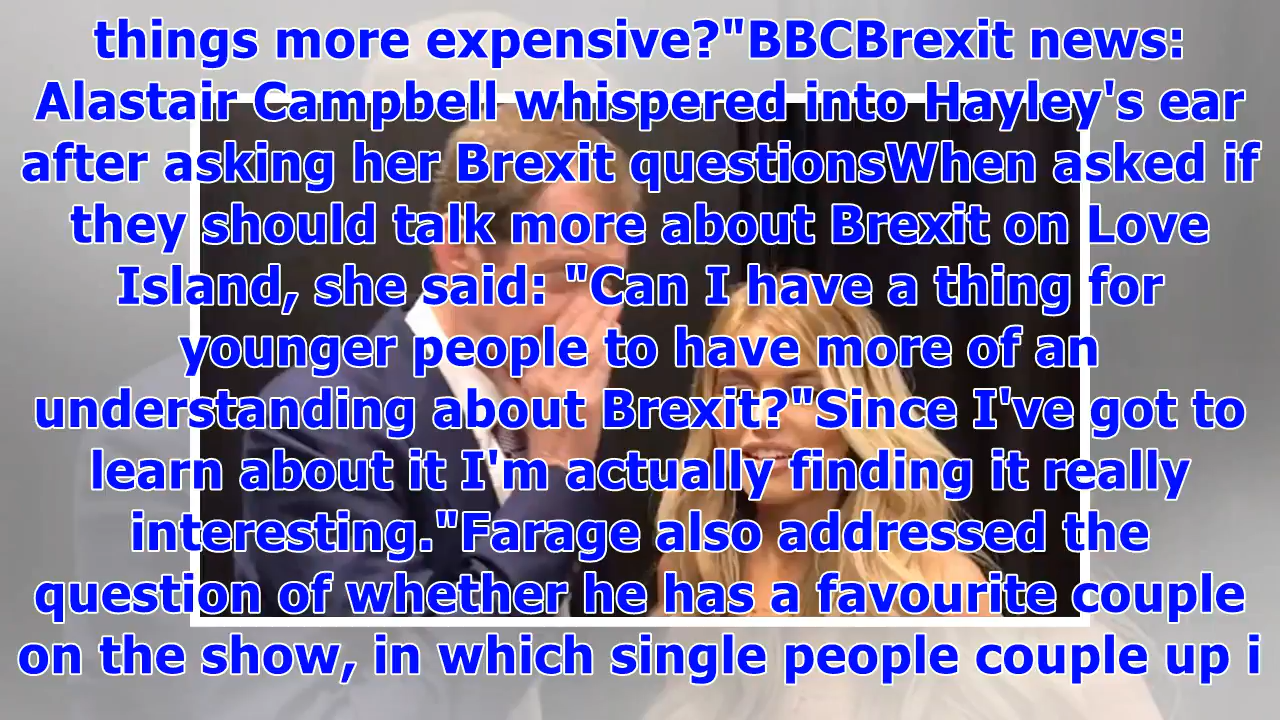 things more expensive?"BBCBrexit news:
Alastair Campbell whispered into Hayley's ear
after asking her Brexit questionsWhen asked if
they should talk more about Brexit on Love
Island, she said: "Can I have a thing for
younger people to have more of an
understanding about Brexit?"Since I've got to
learn about it I'm actually finding it really
interesting."Farage also addressed the
question of whether he has a favourite couple
on the show, in which single people couple up i